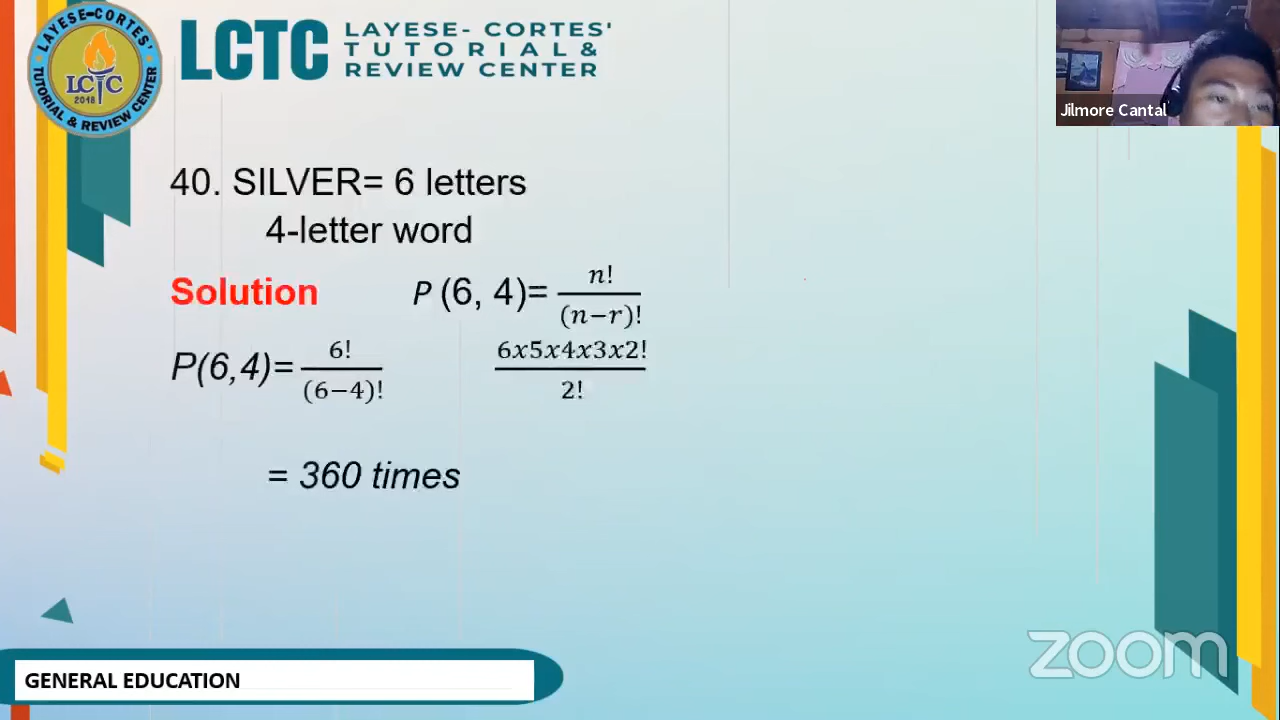 LAYESE-CORTES'
LCTC
2018
TUTORIAL & REVIEW CENTER
LCTC
LAYESE- CORTES'
TUTORIAL &
REVIEW CENTER
Jilmore Cantal
40. SILVER= 6 letters
4-letter word
Solution P (6, 4)= n! / (n−r)!
P(6,4)= 6! / (6−4)! 6x5x4x3x2! / 2!
= 360 times
zoom
GENERAL EDUCATION